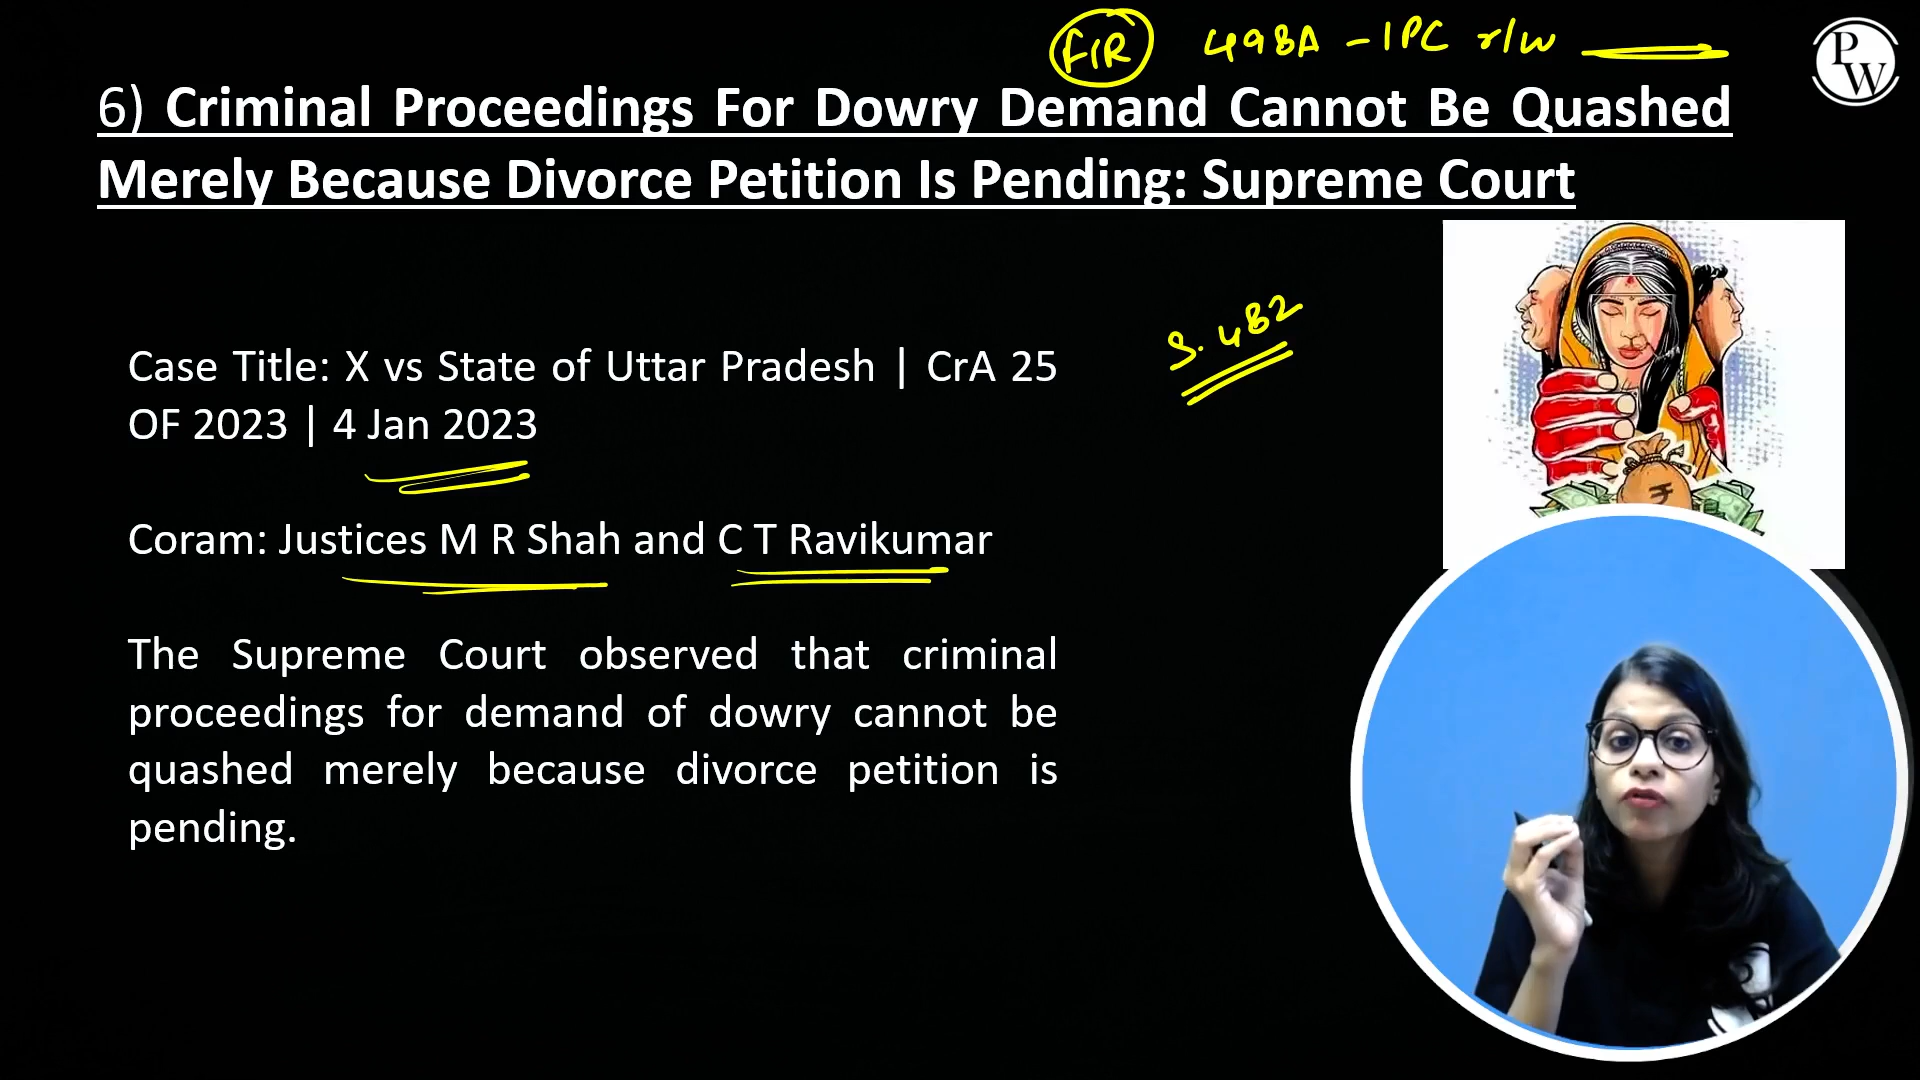 FIR 498A - IPC r/w
PW
6) Criminal Proceedings For Dowry Demand Cannot Be Quashed
Merely Because Divorce Petition Is Pending: Supreme Court
S. 482
Case Title: X vs State of Uttar Pradesh | CrA 25
OF 2023 | 4 Jan 2023
₹
Coram: Justices M R Shah and C T Ravikumar
The Supreme Court observed that criminal
proceedings for demand of dowry cannot be
quashed merely because divorce petition is
pending.